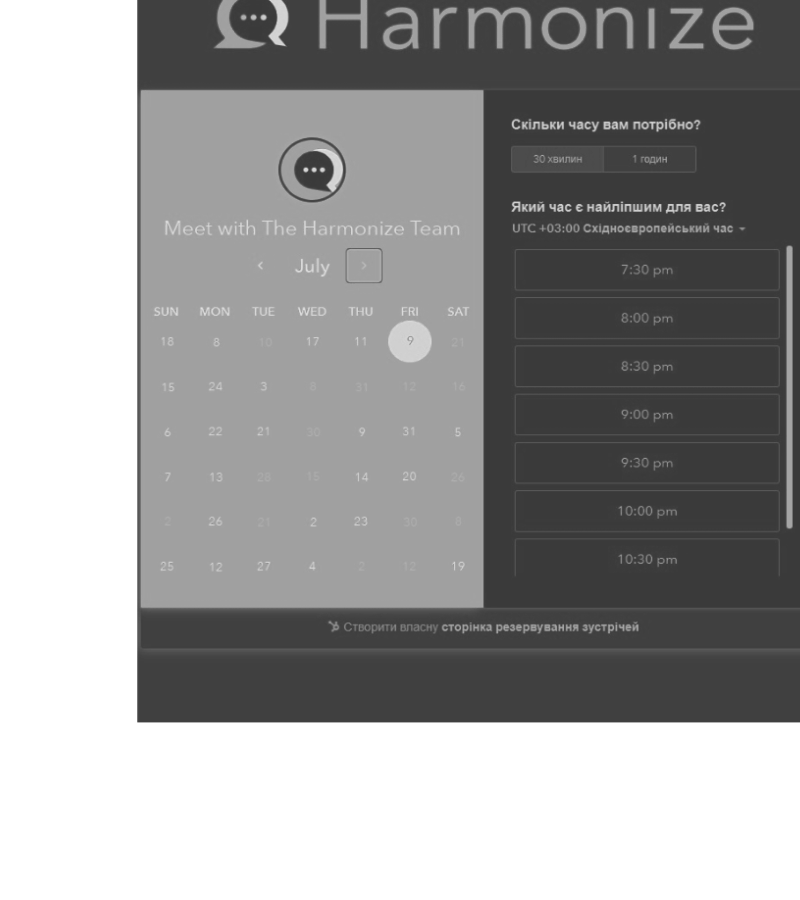 Harmonize
Meet with The Harmonize Team
July
SUN MON TUE WED THU FRI SAT
18 8 10 17 11 9 21
15 24 3 8 31 12 16
6 22 21 30 9 31 5
7 13 28 15 14 20 26
2 26 21 2 23 30 8
25 12 27 4 2 12 19
Скільки часу вам потрібно?
30 хвилин 1 годин
Який час є найліпшим для вас?
UTC +03:00 Східноєвропейський час
7:30 pm
8:00 pm
8:30 pm
9:00 pm
9:30 pm
10:00 pm
10:30 pm
Створити власну сторінка резервування зустрічей